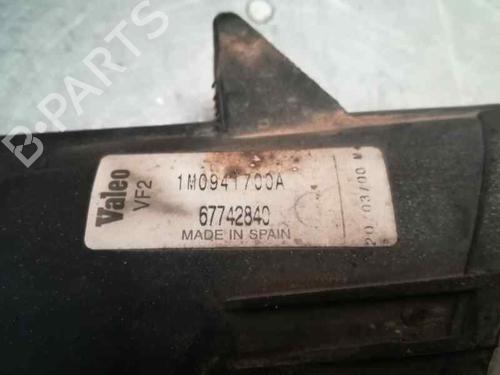 B-PARTS
Valeo
VF2
1M0941700A
67742840
MADE IN SPAIN
20 03/00